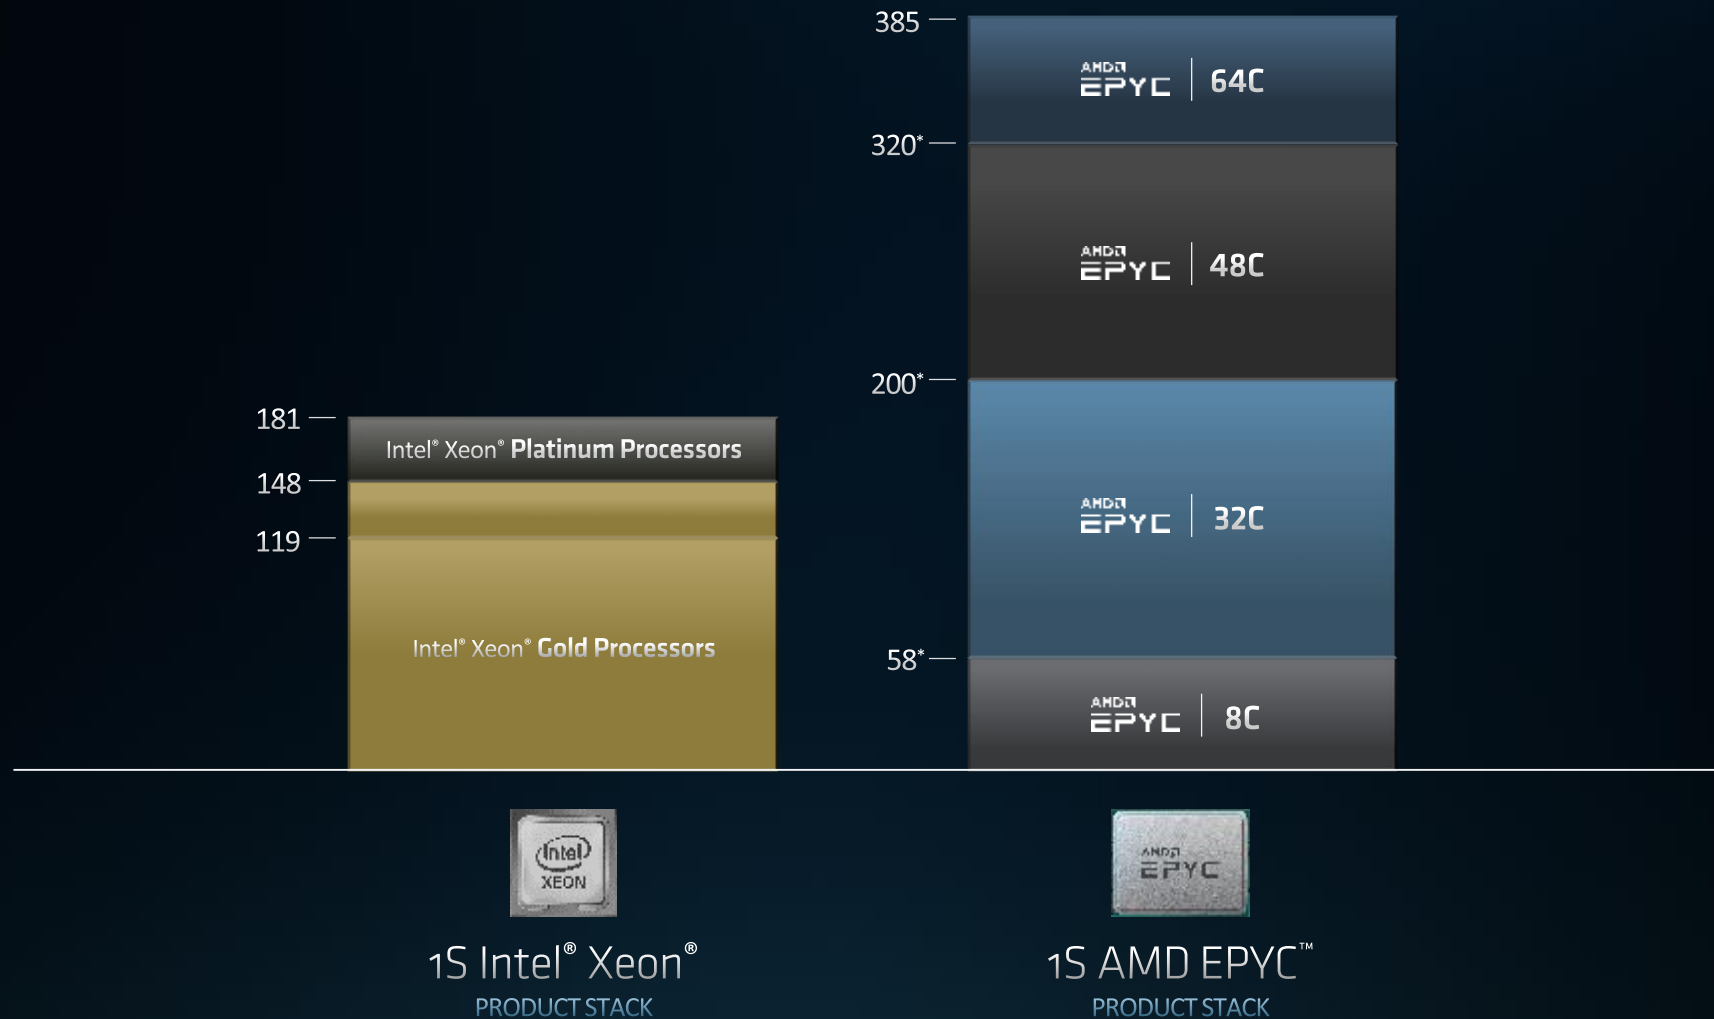 385
AMD
EPYC | 64C
320*
AMD
EPYC | 48C
200*
181
Intel® Xeon® Platinum Processors
148
AMD
EPYC | 32C
119
Intel® Xeon® Gold Processors
58*
AMD
EPYC | 8C
intel
XEON
AMD
EPYC
1S Intel® Xeon®
PRODUCT STACK
1S AMD EPYC™
PRODUCT STACK